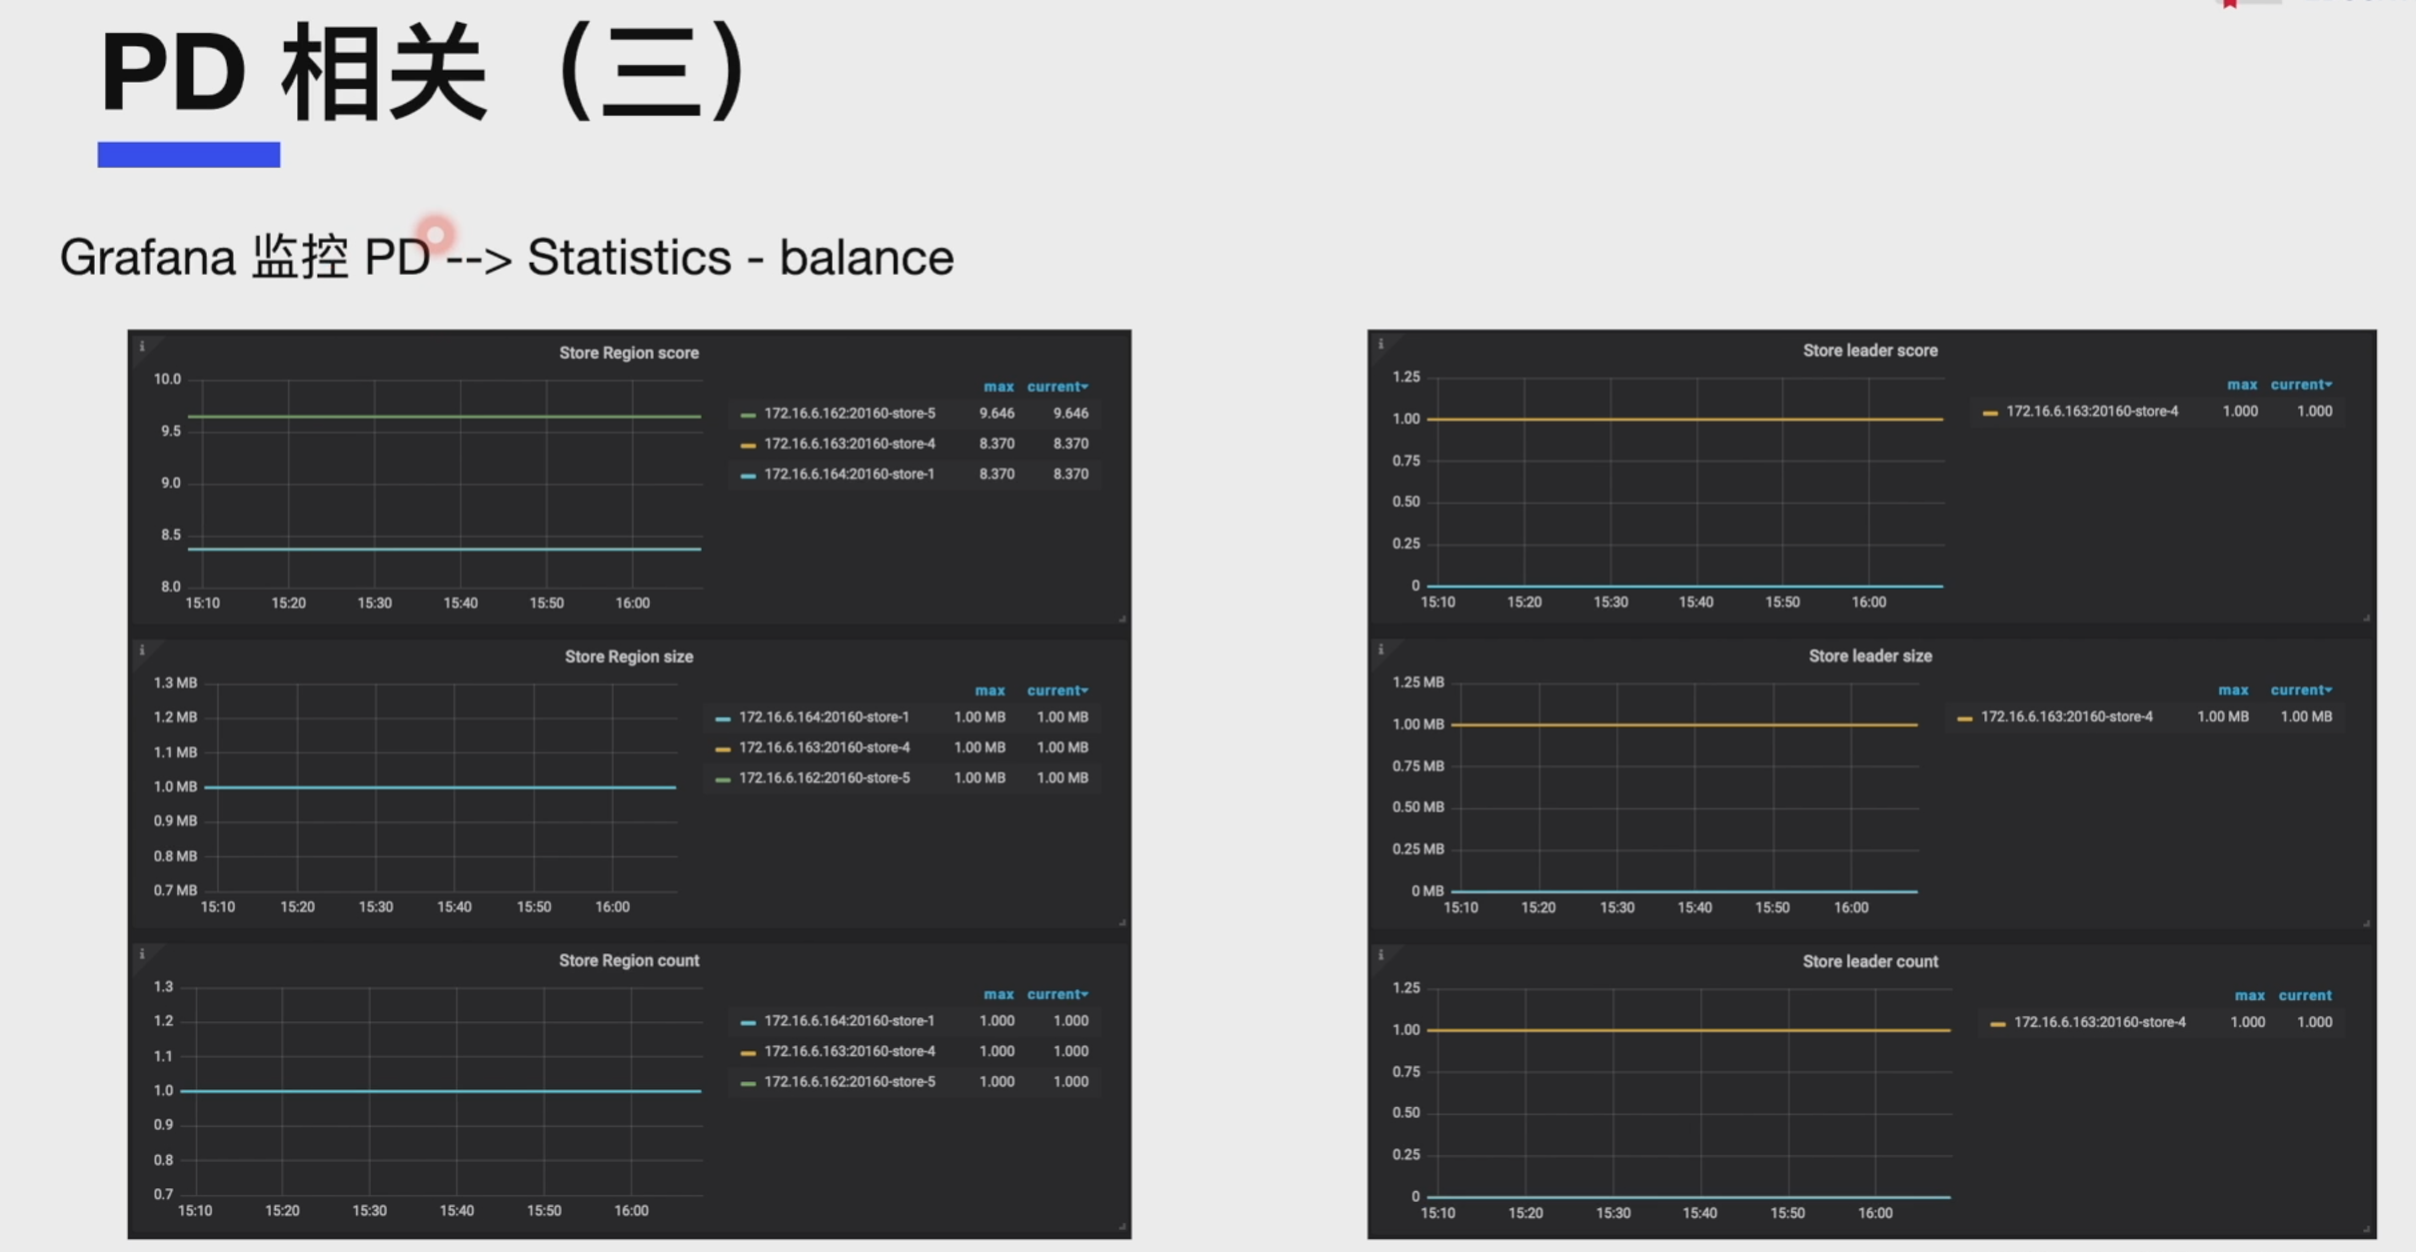 PD 相关（三）
Grafana 监控 PD --> Statistics - balance
Store Region score
max current
10.0
9.5
9.0
8.5
8.0
15:10 15:20 15:30 15:40 15:50 16:00
172.16.6.162:20160-store-5 9.646 9.646
172.16.6.163:20160-store-4 8.370 8.370
172.16.6.164:20160-store-1 8.370 8.370
Store Region size
max current
1.3 MB
1.2 MB
1.1 MB
1.0 MB
0.9 MB
0.8 MB
0.7 MB
15:10 15:20 15:30 15:40 15:50 16:00
172.16.6.164:20160-store-1 1.00 MB 1.00 MB
172.16.6.163:20160-store-4 1.00 MB 1.00 MB
172.16.6.162:20160-store-5 1.00 MB 1.00 MB
Store Region count
max current
1.3
1.2
1.1
1.0
0.9
0.8
0.7
15:10 15:20 15:30 15:40 15:50 16:00
172.16.6.164:20160-store-1 1.000 1.000
172.16.6.163:20160-store-4 1.000 1.000
172.16.6.162:20160-store-5 1.000 1.000
Store leader score
max current
1.25
1.00
0.75
0.50
0.25
0
15:10 15:20 15:30 15:40 15:50 16:00
172.16.6.163:20160-store-4 1.000 1.000
Store leader size
max current
1.25 MB
1.00 MB
0.75 MB
0.50 MB
0.25 MB
0 MB
15:10 15:20 15:30 15:40 15:50 16:00
172.16.6.163:20160-store-4 1.00 MB 1.00 MB
Store leader count
max current
1.25
1.00
0.75
0.50
0.25
0
15:10 15:20 15:30 15:40 15:50 16:00
172.16.6.163:20160-store-4 1.000 1.000